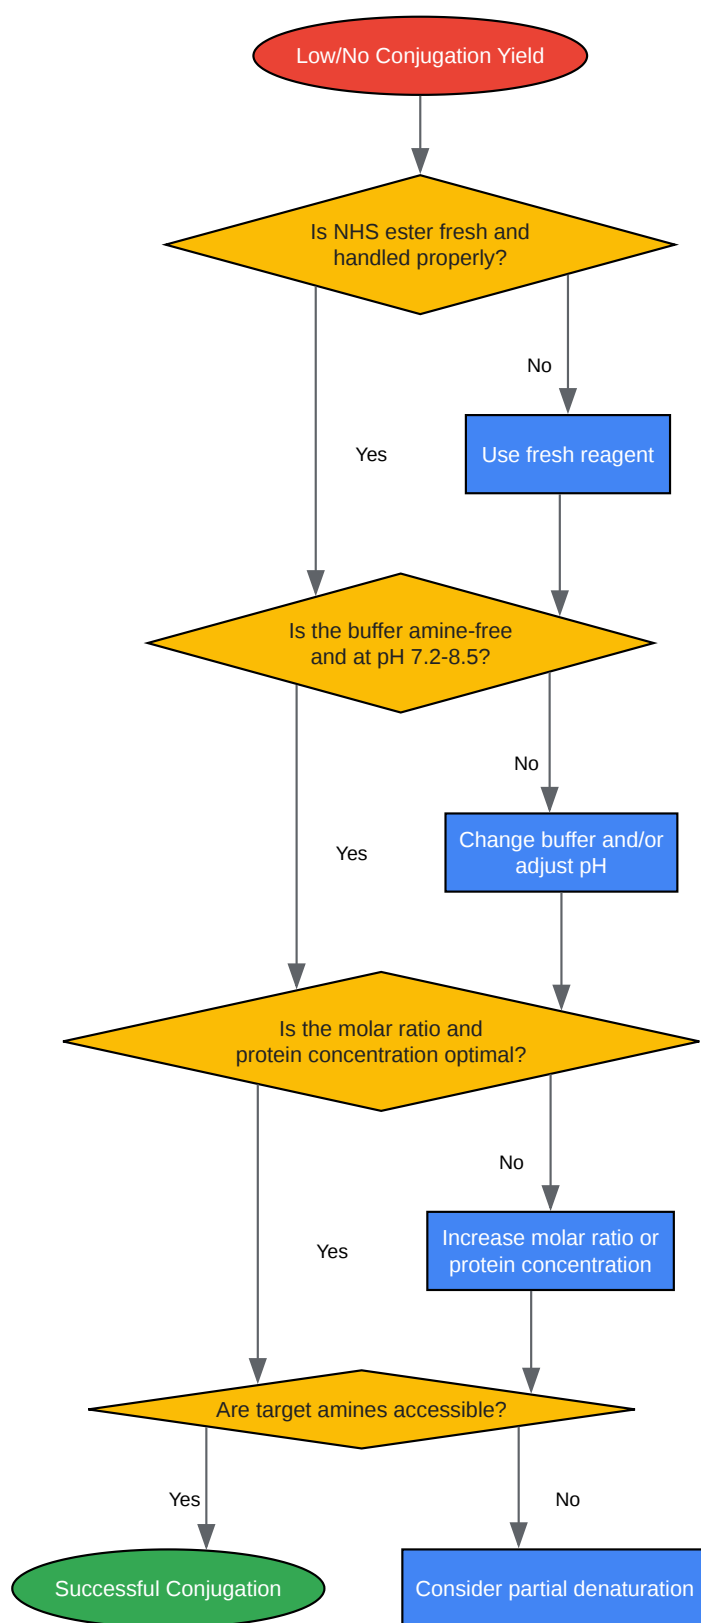 Low/No Conjugation Yield
Is NHS ester fresh and
handled properly?
No
Yes
Use fresh reagent
Is the buffer amine-free
and at pH 7.2-8.5?
No
Yes
Change buffer and/or
adjust pH
Is the molar ratio and
protein concentration optimal?
No
Yes
Increase molar ratio or
protein concentration
Are target amines accessible?
Yes
No
Successful Conjugation
Consider partial denaturation